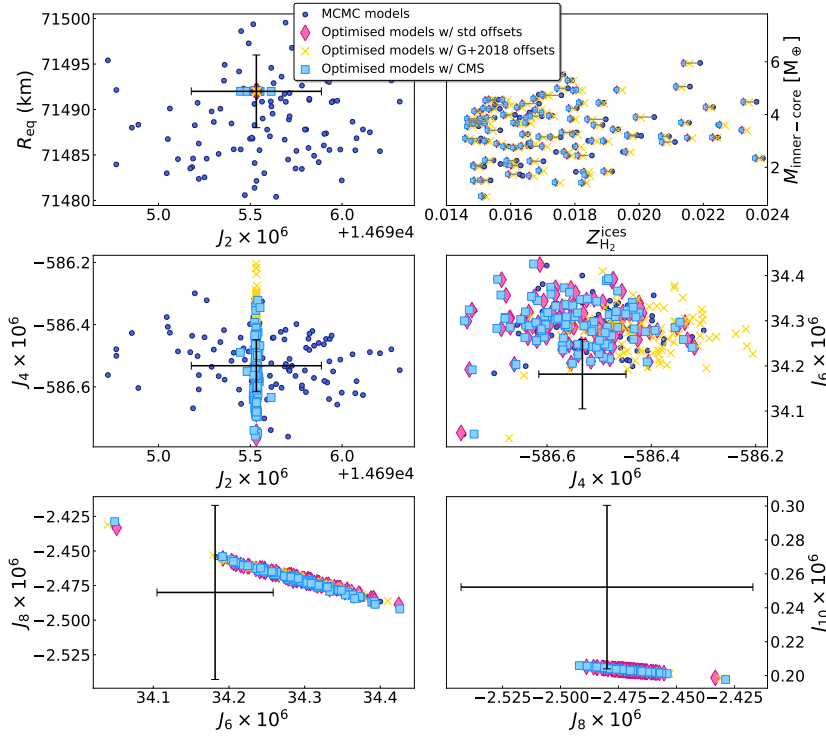 MCMC models
Optimised models w/ std offsets
Optimised models w/ G+2018 offsets
Optimised models w/ CMS
71500
71495
71490
71485
71480
R_eq (km)
5.0 5.5 6.0
J_2 × 10^6
+1.469e4
6
4
2
M_inner−core [M_⊕]
0.014 0.016 0.018 0.020 0.022 0.024
Z_H_2^ices
−586.2
−586.4
−586.6
J_4 × 10^6
5.0 5.5 6.0
J_2 × 10^6
+1.469e4
34.4
34.3
34.2
34.1
J_6 × 10^6
−586.6 −586.4 −586.2
J_4 × 10^6
−2.425
−2.450
−2.475
−2.500
−2.525
J_8 × 10^6
34.1 34.2 34.3 34.4
J_6 × 10^6
0.30
0.28
0.26
0.24
0.22
0.20
J_10 × 10^6
−2.525 −2.500 −2.475 −2.450 −2.425
J_8 × 10^6